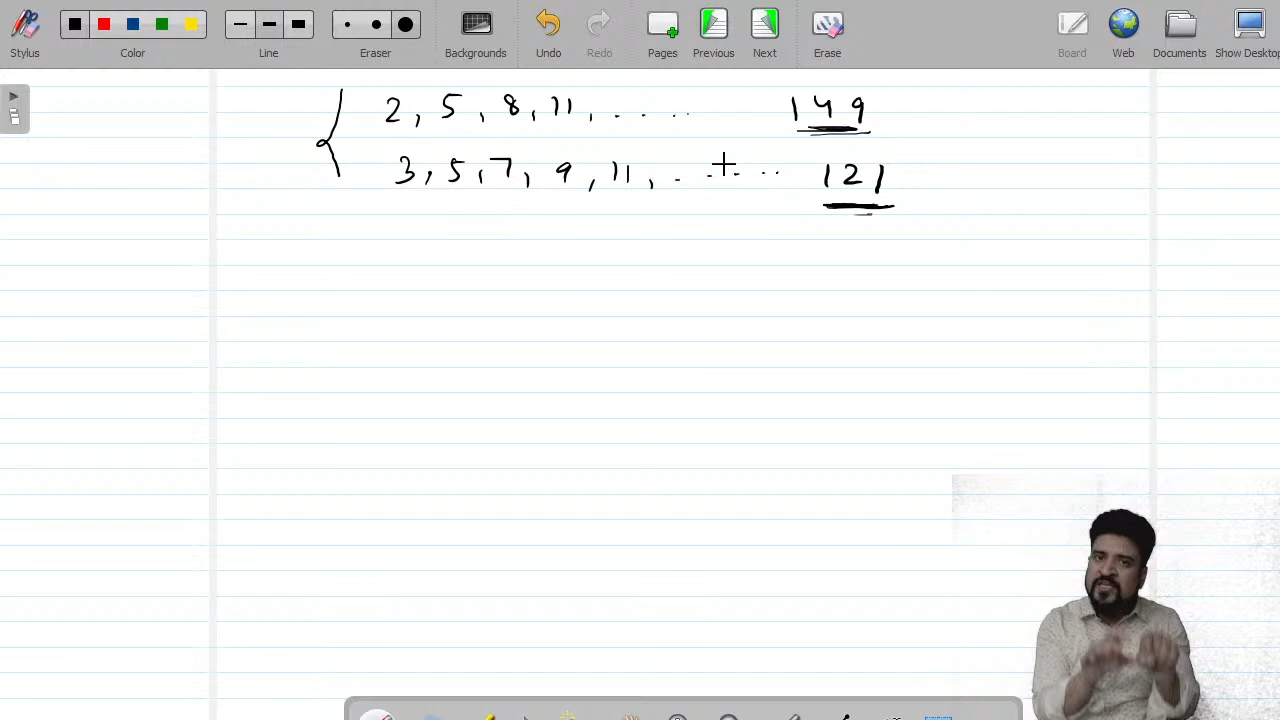 Stylus Color Line Eraser Backgrounds Undo Redo Pages Previous Next Erase Board Web Documents Show Desktop
2, 5, 8, 11, ..... 149
3, 5, 7, 9, 11, ..... 121